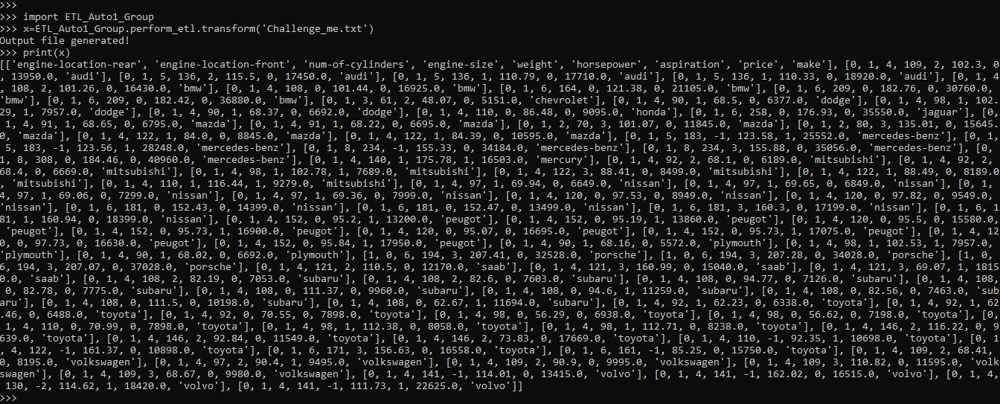 >>>
>>> import ETL_Auto1_Group
>>> x=ETL_Auto1_Group.perform_etl.transform('Challenge_me.txt')
Output file generated!
>>> print(x)
[['engine-location-rear', 'engine-location-front', 'num-of-cylinders', 'engine-size', 'weight', 'horsepower', 'aspiration', 'price', 'make'], [0, 1, 4, 109, 2, 102.3, 0
, 13950.0, 'audi'], [0, 1, 5, 136, 2, 115.5, 0, 17450.0, 'audi'], [0, 1, 5, 136, 1, 110.79, 0, 17710.0, 'audi'], [0, 1, 5, 136, 1, 110.33, 0, 18920.0, 'audi'], [0, 1, 4
, 108, 2, 101.26, 0, 16430.0, 'bmw'], [0, 1, 4, 108, 0, 101.44, 0, 16925.0, 'bmw'], [0, 1, 6, 164, 0, 121.38, 0, 21105.0, 'bmw'], [0, 1, 6, 209, 0, 182.76, 0, 30760.0,
'bmw'], [0, 1, 6, 209, 0, 182.42, 0, 36880.0, 'bmw'], [0, 1, 3, 61, 2, 48.07, 0, 5151.0, 'chevrolet'], [0, 1, 4, 90, 1, 68.5, 0, 6377.0, 'dodge'], [0, 1, 4, 98, 1, 102.
29, 1, 7957.0, 'dodge'], [0, 1, 4, 90, 1, 68.37, 0, 6692.0, 'dodge'], [0, 1, 4, 110, 0, 86.48, 0, 9095.0, 'honda'], [0, 1, 6, 258, 0, 176.93, 0, 35550.0, 'jaguar'], [0,
1, 4, 91, 1, 68.65, 0, 6795.0, 'mazda'], [0, 1, 4, 91, 1, 68.22, 0, 6695.0, 'mazda'], [0, 1, 2, 70, 3, 101.07, 0, 11845.0, 'mazda'], [0, 1, 2, 80, 3, 135.01, 0, 15645.
0, 'mazda'], [0, 1, 4, 122, 1, 84.0, 0, 8845.0, 'mazda'], [0, 1, 4, 122, 1, 84.39, 0, 10595.0, 'mazda'], [0, 1, 5, 183, -1, 123.58, 1, 25552.0, 'mercedes-benz'], [0, 1,
5, 183, -1, 123.56, 1, 28248.0, 'mercedes-benz'], [0, 1, 8, 234, -1, 155.33, 0, 34184.0, 'mercedes-benz'], [0, 1, 8, 234, 3, 155.88, 0, 35056.0, 'mercedes-benz'], [0,
1, 8, 308, 0, 184.46, 0, 40960.0, 'mercedes-benz'], [0, 1, 4, 140, 1, 175.78, 1, 16503.0, 'mercury'], [0, 1, 4, 92, 2, 68.1, 0, 6189.0, 'mitsubishi'], [0, 1, 4, 92, 2,
68.4, 0, 6669.0, 'mitsubishi'], [0, 1, 4, 98, 1, 102.78, 1, 7689.0, 'mitsubishi'], [0, 1, 4, 122, 3, 88.41, 0, 8499.0, 'mitsubishi'], [0, 1, 4, 122, 1, 88.49, 0, 8189.0
, 'mitsubishi'], [0, 1, 4, 110, 1, 116.44, 1, 9279.0, 'mitsubishi'], [0, 1, 4, 97, 1, 69.94, 0, 6649.0, 'nissan'], [0, 1, 4, 97, 1, 69.65, 0, 6849.0, 'nissan'], [0, 1,
4, 97, 1, 69.06, 0, 7299.0, 'nissan'], [0, 1, 4, 97, 1, 69.36, 0, 7999.0, 'nissan'], [0, 1, 4, 120, 0, 97.53, 0, 8949.0, 'nissan'], [0, 1, 4, 120, 0, 97.82, 0, 9549.0,
'nissan'], [0, 1, 6, 181, 0, 152.43, 0, 14399.0, 'nissan'], [0, 1, 6, 181, 0, 152.47, 0, 13499.0, 'nissan'], [0, 1, 6, 181, 3, 160.3, 0, 17199.0, 'nissan'], [0, 1, 6, 1
81, 1, 160.94, 0, 18399.0, 'nissan'], [0, 1, 4, 152, 0, 95.2, 1, 13200.0, 'peugot'], [0, 1, 4, 152, 0, 95.19, 1, 13860.0, 'peugot'], [0, 1, 4, 120, 0, 95.5, 0, 15580.0,
'peugot'], [0, 1, 4, 152, 0, 95.73, 1, 16900.0, 'peugot'], [0, 1, 4, 120, 0, 95.07, 0, 16695.0, 'peugot'], [0, 1, 4, 152, 0, 95.73, 1, 17075.0, 'peugot'], [0, 1, 4, 12
0, 0, 97.73, 0, 16630.0, 'peugot'], [0, 1, 4, 152, 0, 95.84, 1, 17950.0, 'peugot'], [0, 1, 4, 90, 1, 68.16, 0, 5572.0, 'plymouth'], [0, 1, 4, 98, 1, 102.53, 1, 7957.0,
'plymouth'], [0, 1, 4, 90, 1, 68.02, 0, 6692.0, 'plymouth'], [1, 0, 6, 194, 3, 207.41, 0, 32528.0, 'porsche'], [1, 0, 6, 194, 3, 207.28, 0, 34028.0, 'porsche'], [1, 0,
6, 194, 3, 207.07, 0, 37028.0, 'porsche'], [0, 1, 4, 121, 2, 110.5, 0, 12170.0, 'saab'], [0, 1, 4, 121, 3, 160.99, 0, 15040.0, 'saab'], [0, 1, 4, 121, 3, 69.07, 1, 1815
0.0, 'saab'], [0, 1, 4, 108, 2, 82.19, 0, 7053.0, 'subaru'], [0, 1, 4, 108, 2, 82.6, 0, 7603.0, 'subaru'], [0, 1, 4, 108, 0, 94.77, 0, 7126.0, 'subaru'], [0, 1, 4, 108,
0, 82.78, 0, 7775.0, 'subaru'], [0, 1, 4, 108, 0, 111.37, 0, 9960.0, 'subaru'], [0, 1, 4, 108, 0, 94.6, 1, 11259.0, 'subaru'], [0, 1, 4, 108, 0, 82.56, 0, 7463.0, 'sub
aru'], [0, 1, 4, 108, 0, 111.5, 0, 10198.0, 'subaru'], [0, 1, 4, 108, 0, 62.67, 1, 11694.0, 'subaru'], [0, 1, 4, 92, 1, 62.23, 0, 6338.0, 'toyota'], [0, 1, 4, 92, 1, 62
.46, 0, 6488.0, 'toyota'], [0, 1, 4, 92, 0, 70.55, 0, 7898.0, 'toyota'], [0, 1, 4, 98, 0, 56.29, 0, 6938.0, 'toyota'], [0, 1, 4, 98, 0, 56.62, 0, 7198.0, 'toyota'], [0,
1, 4, 110, 0, 70.99, 0, 7898.0, 'toyota'], [0, 1, 4, 98, 1, 112.38, 0, 8058.0, 'toyota'], [0, 1, 4, 98, 1, 112.71, 0, 8238.0, 'toyota'], [0, 1, 4, 146, 2, 116.22, 0, 9
639.0, 'toyota'], [0, 1, 4, 146, 2, 92.84, 0, 11549.0, 'toyota'], [0, 1, 4, 146, 2, 73.83, 0, 17669.0, 'toyota'], [0, 1, 4, 110, -1, 92.35, 1, 10698.0, 'toyota'], [0, 1
, 4, 122, -1, 161.37, 0, 10898.0, 'toyota'], [0, 1, 6, 171, 3, 156.63, 0, 16558.0, 'toyota'], [0, 1, 6, 161, -1, 85.25, 0, 15750.0, 'toyota'], [0, 1, 4, 109, 2, 68.41,
0, 8195.0, 'volkswagen'], [0, 1, 4, 97, 2, 90.4, 1, 9495.0, 'volkswagen'], [0, 1, 4, 109, 2, 90.9, 0, 9995.0, 'volkswagen'], [0, 1, 4, 109, 3, 110.82, 0, 11595.0, 'volk
swagen'], [0, 1, 4, 109, 3, 68.67, 0, 9980.0, 'volkswagen'], [0, 1, 4, 141, -1, 114.01, 0, 13415.0, 'volvo'], [0, 1, 4, 141, -1, 162.02, 0, 16515.0, 'volvo'], [0, 1, 4,
130, -2, 114.62, 1, 18420.0, 'volvo'], [0, 1, 4, 141, -1, 111.73, 1, 22625.0, 'volvo']]
>>>